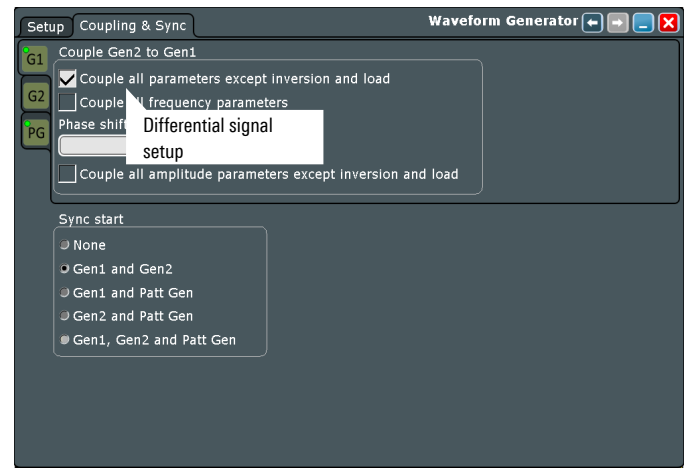 Setup Coupling & Sync Waveform Generator
G1 Couple Gen2 to Gen1
Couple all parameters except inversion and load
G2 Couple all frequency parameters
PG Phase shift
Differential signal
setup
Couple all amplitude parameters except inversion and load
Sync start
None
Gen1 and Gen2
Gen1 and Patt Gen
Gen2 and Patt Gen
Gen1, Gen2 and Patt Gen